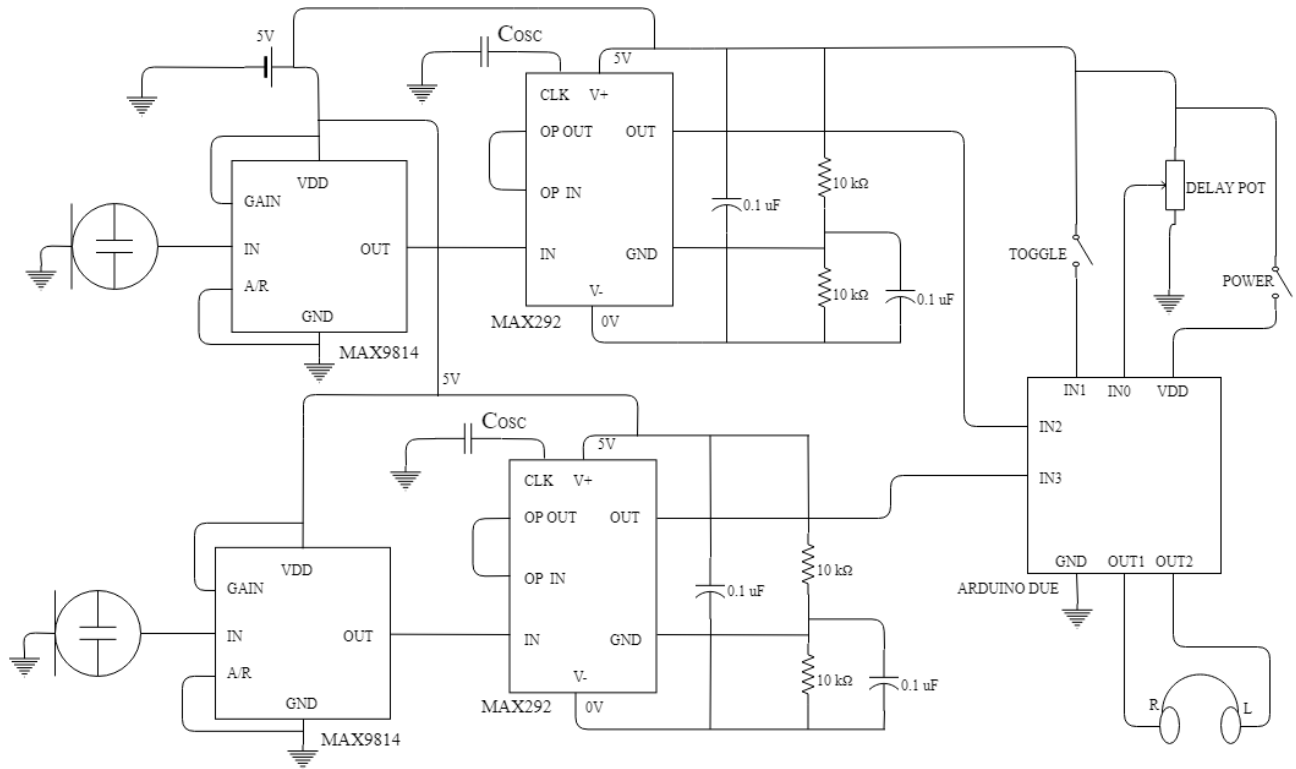 5V
Cosc
5V
CLK
V+
OP OUT
OUT
OP IN
IN
GND
V-
0V
MAX292
VDD
GAIN
IN
OUT
A/R
GND
MAX9814
0.1 uF
10 kΩ
10 kΩ
0.1 uF
TOGGLE
DELAY POT
POWER
5V
Cosc
5V
CLK
V+
OP OUT
OUT
OP IN
IN
GND
V-
0V
MAX292
VDD
GAIN
IN
OUT
A/R
GND
MAX9814
0.1 uF
10 kΩ
10 kΩ
0.1 uF
IN1
IN0
VDD
IN2
IN3
GND
OUT1
OUT2
ARDUINO DUE
R
L